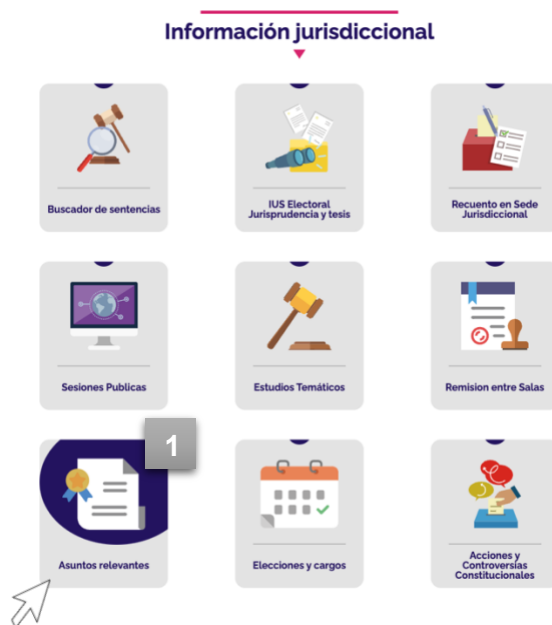 Información jurisdiccional
Buscador de sentencias
IUS Electoral
Jurisprudencia y tesis
Recuento en Sede
Jurisdiccional
Sesiones Publicas
Estudios Temáticos
Remision entre Salas
1
Asuntos relevantes
Elecciones y cargos
Acciones y
Controversias
Constitucionales